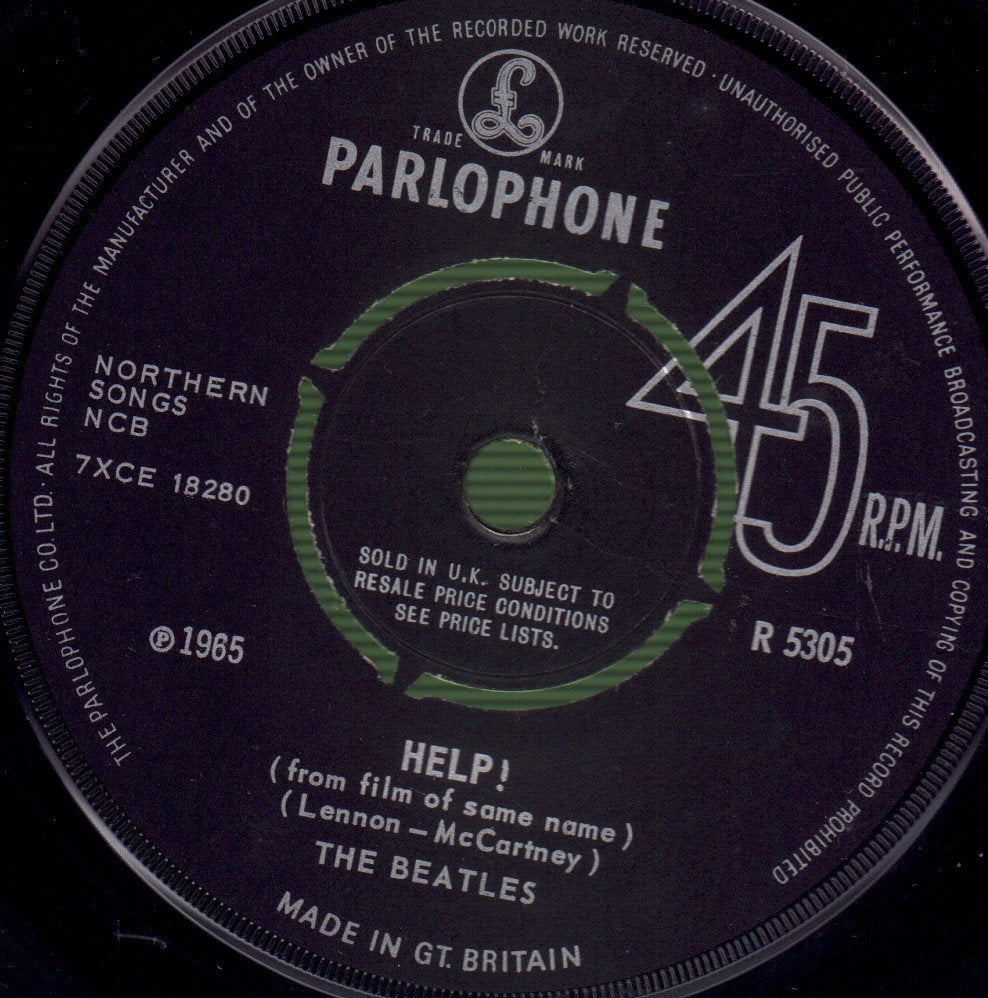 THE PARLOPHONE CO. LTD. · ALL RIGHTS OF THE MANUFACTURER AND OF THE OWNER OF THE RECORDED WORK RESERVED · UNAUTHORISED PUBLIC PERFORMANCE BROADCASTING AND COPYING OF THIS RECORD PROHIBITED
£
TRADE MARK
PARLOPHONE
45 R.P.M.
NORTHERN
SONGS
NCB
7XCE 18280
SOLD IN U.K. SUBJECT TO
RESALE PRICE CONDITIONS
SEE PRICE LISTS.
℗ 1965
R 5305
HELP!
(from film of same name)
(Lennon – McCartney)
THE BEATLES
MADE IN GT. BRITAIN